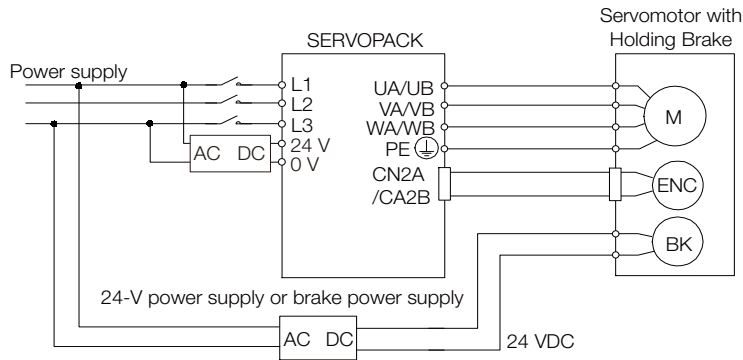 Servomotor with
Holding Brake
SERVOPACK
Power supply
L1
L2
L3
24 V
0 V
AC DC
UA/UB
VA/VB
WA/WB
PE
CN2A
/CA2B
M
ENC
BK
24-V power supply or brake power supply
AC DC
24 VDC